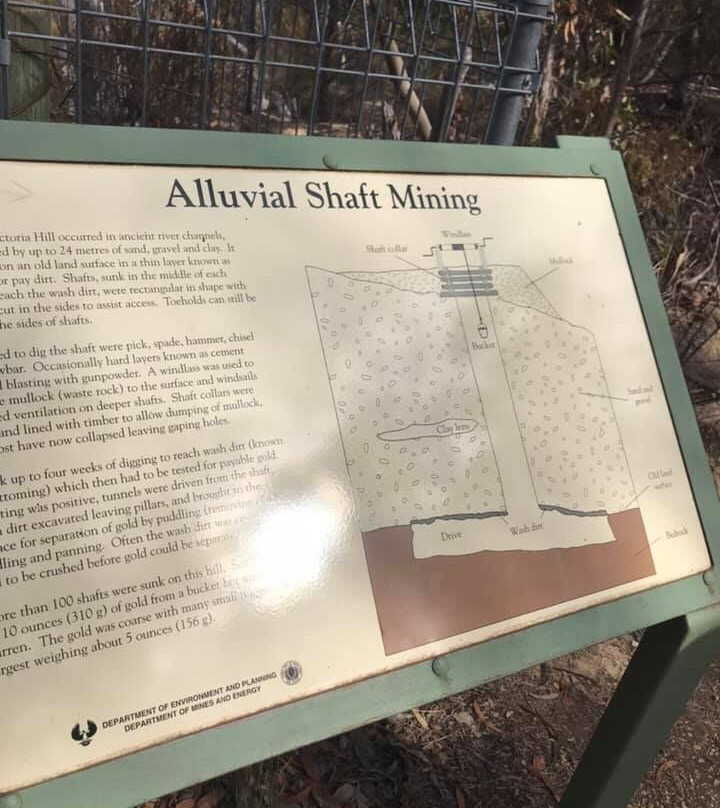 Alluvial Shaft Mining
ctoria Hill occurred in ancient river channels,
ed by up to 24 metres of sand, gravel and clay. It
on an old land surface in a thin layer known as
or pay dirt. Shafts, sunk in the middle of each
each the wash dirt, were rectangular in shape with
cut in the sides to assist access. Toeholds can still be
he sides of shafts.
ed to dig the shaft were pick, spade, hammer, chisel
wbar. Occasionally hard layers known as cement
d blasting with gunpowder. A windlass was used to
e mullock (waste rock) to the surface and windsails
ed ventilation on deeper shafts. Shaft collars were
and lined with timber to allow dumping of mullock,
ost have now collapsed leaving gaping holes.
k up to four weeks of digging to reach wash dirt (known
ttoming) which then had to be tested for payable gold.
ting was positive, tunnels were driven from the shaft,
dirt excavated leaving pillars, and brought to the
ace for separation of gold by puddling (removing
lling and panning. Often the wash dirt was
l to be crushed before gold could be separa
ore than 100 shafts were sunk on this hill.
10 ounces (310 g) of gold from a bucket
rren. The gold was coarse with many small
rgest weighing about 5 ounces (156 g).
Windlass
Shaft collar
Mullock
Bucket
Sand and
gravel
Clay lens
Old land
surface
Drive
Wash dirt
Bedrock
DEPARTMENT OF ENVIRONMENT AND PLANNING
DEPARTMENT OF MINES AND ENERGY